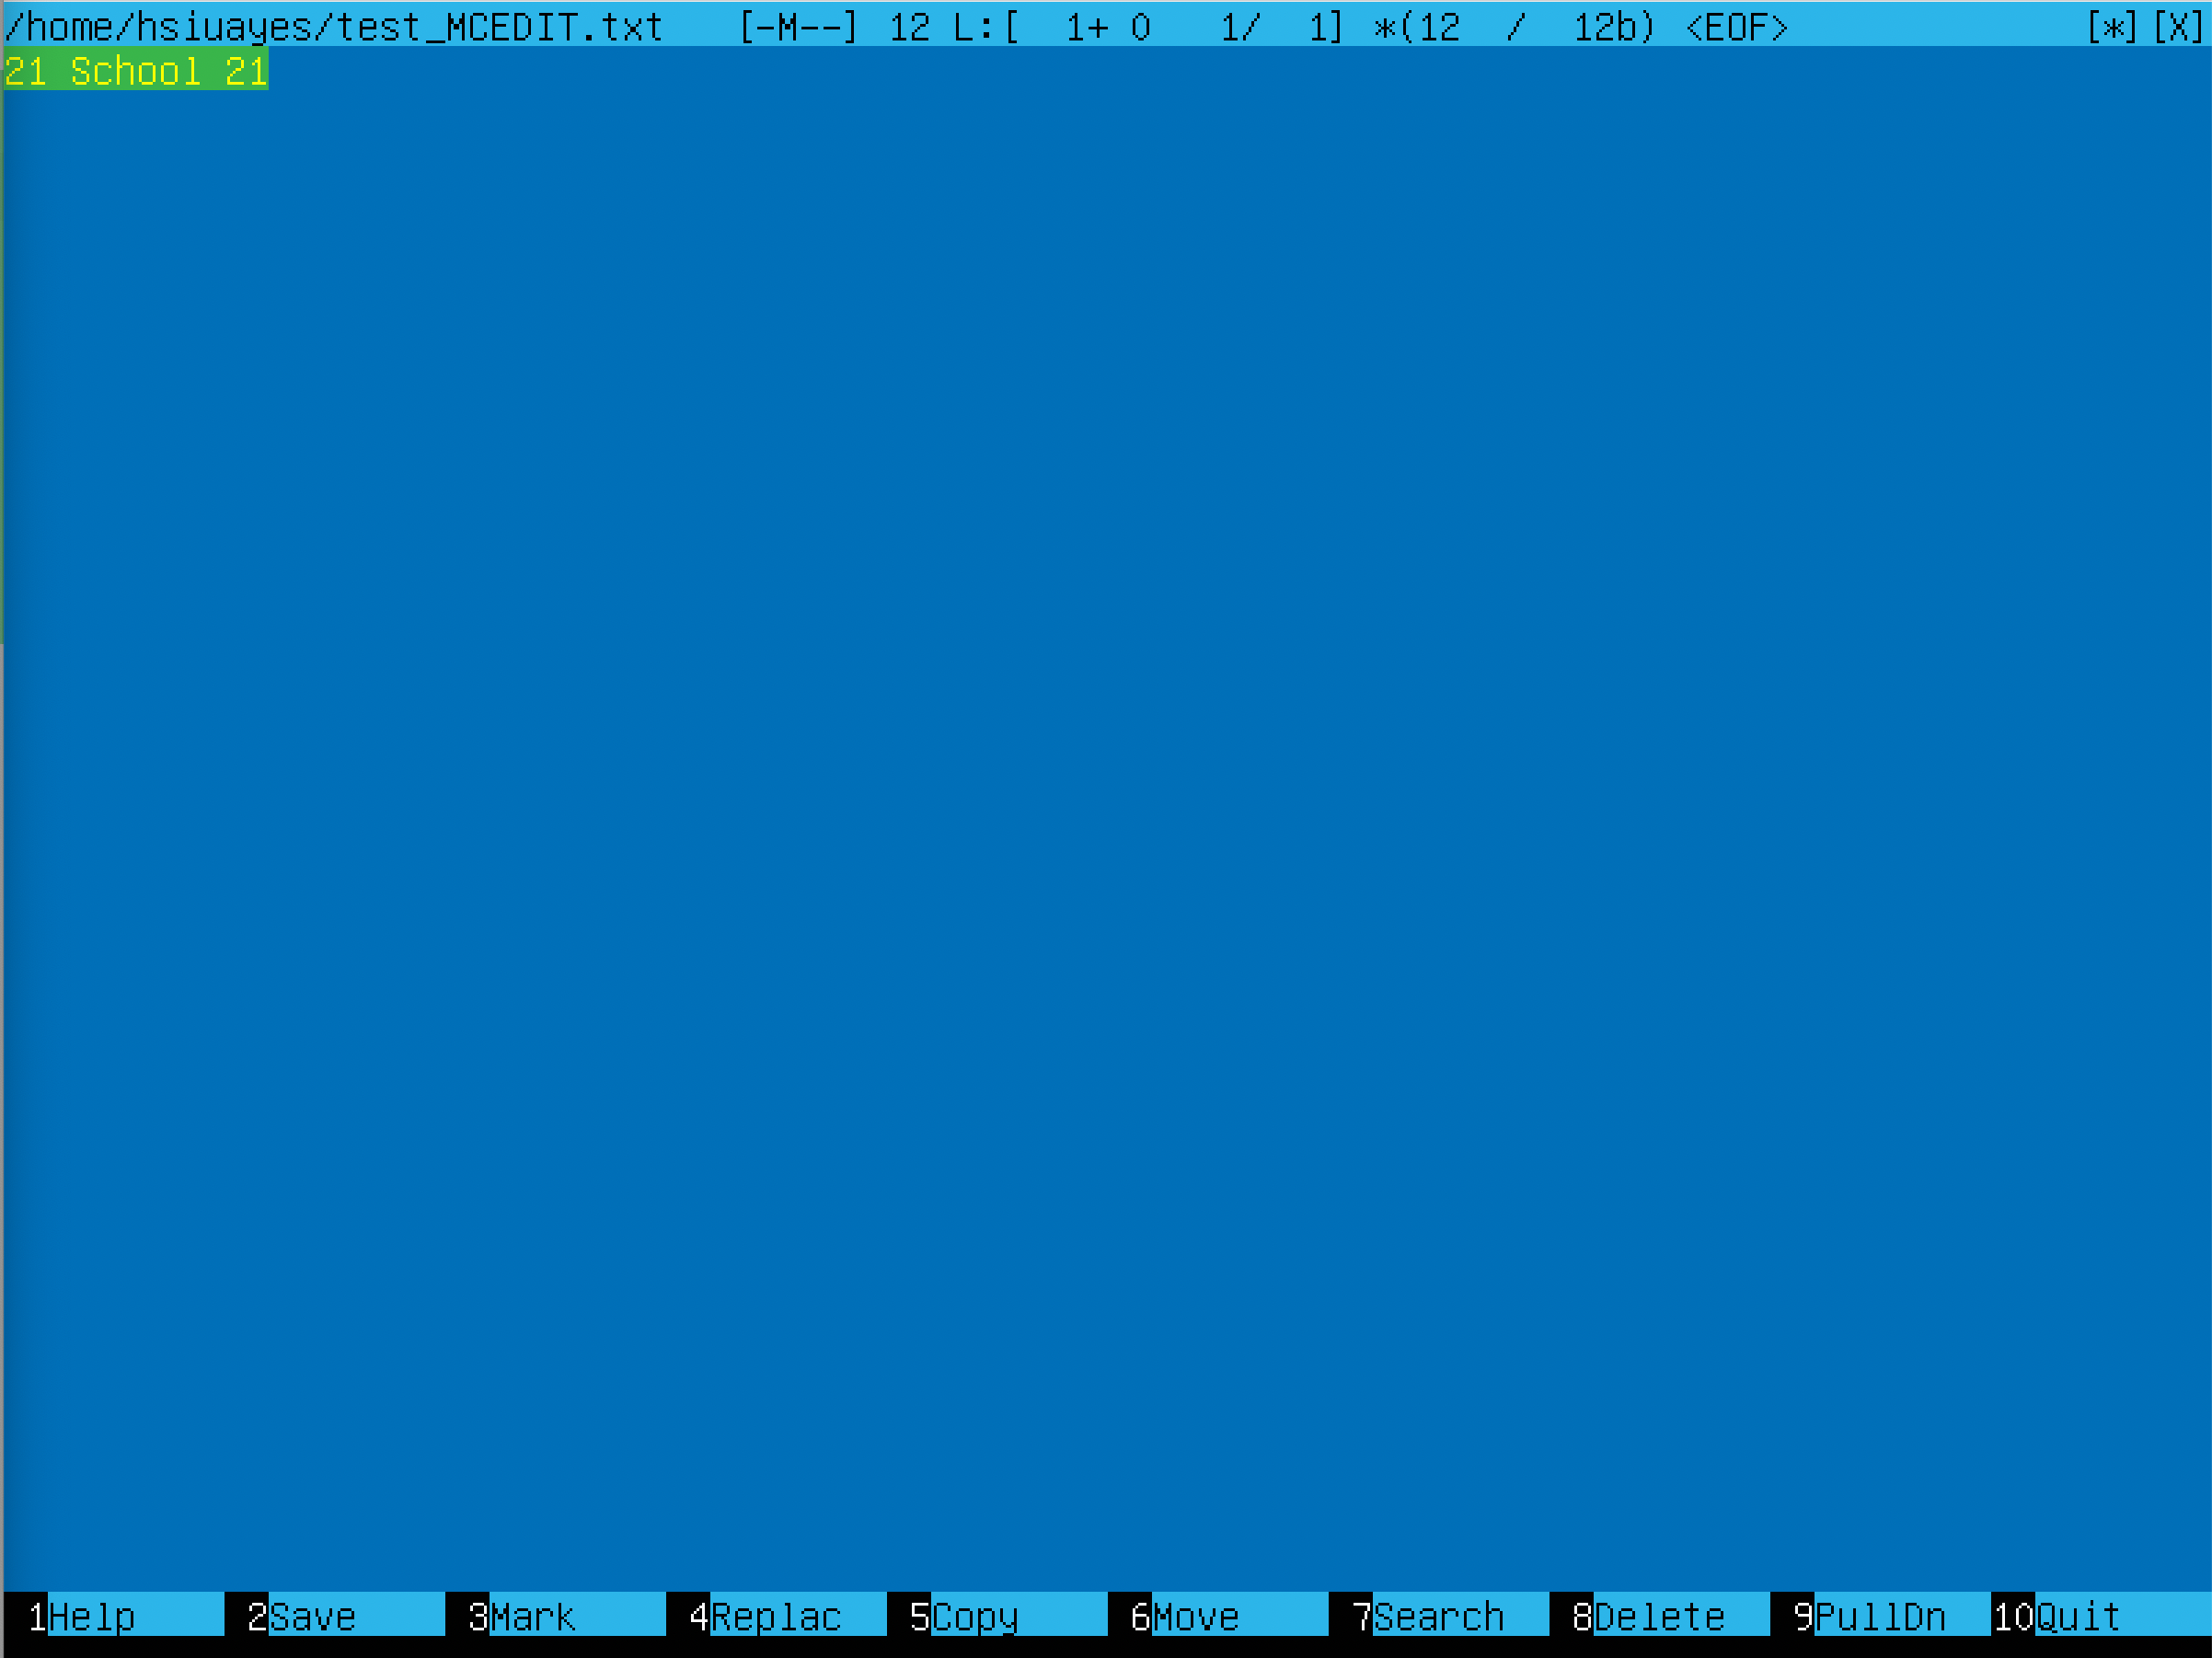 /home/hsiuayes/test_MCEDIT.txt   [-M--] 12 L:[  1+ 0   1/  1] *(12  /  12b) <EOF>             [*][X]
21 School 21
1Help 2Save 3Mark 4Replac 5Copy 6Move 7Search 8Delete 9PullDn 10Quit